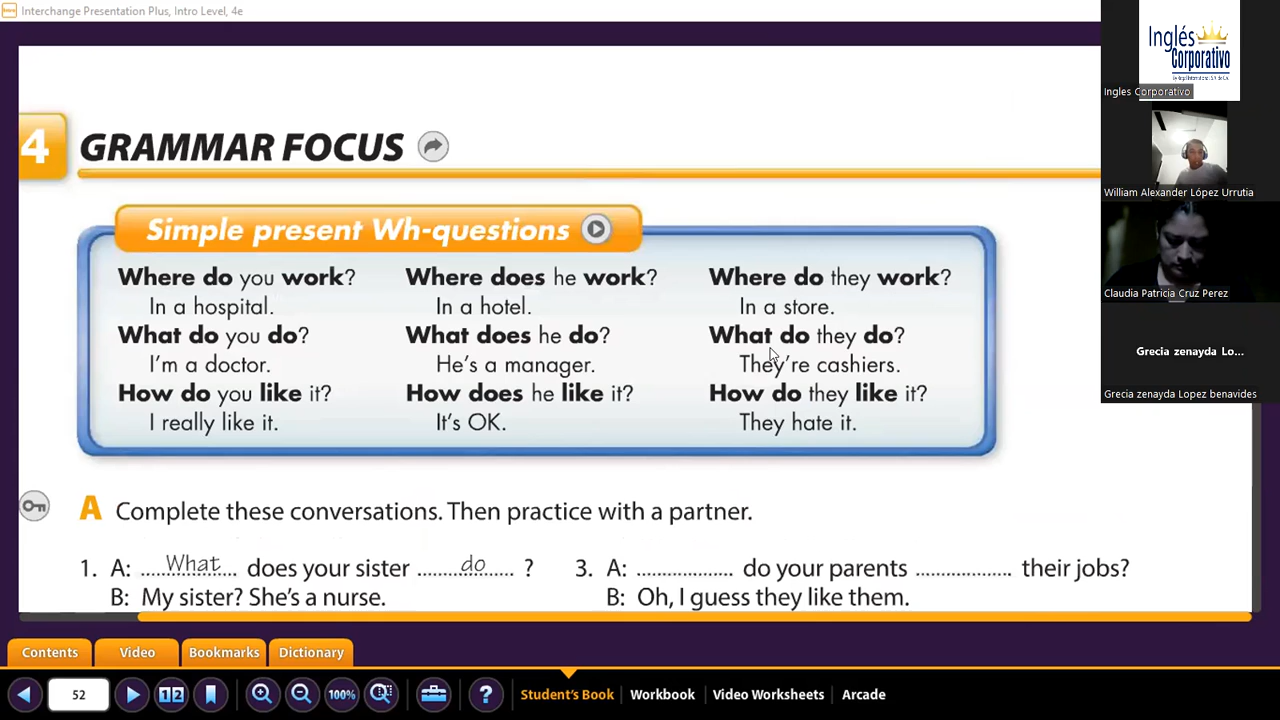 Interchange Presentation Plus, Intro Level, 4e
Inglés
Corporativo
Ingles Corporativo
William Alexander López Urrutia
Claudia Patricia Cruz Perez
Grecia zenayda Lo...
Grecia zenayda Lopez benavides
4 GRAMMAR FOCUS
Simple present Wh-questions
Where do you work? Where does he work? Where do they work?
In a hospital. In a hotel. In a store.
What do you do? What does he do? What do they do?
I'm a doctor. He's a manager. They're cashiers.
How do you like it? How does he like it? How do they like it?
I really like it. It's OK. They hate it.
A Complete these conversations. Then practice with a partner.
1. A: What does your sister do ? 3. A: .................. do your parents .................. their jobs?
B: My sister? She's a nurse. B: Oh, I guess they like them.
Contents Video Bookmarks Dictionary
52 1 2 100% ? Student's Book Workbook Video Worksheets Arcade